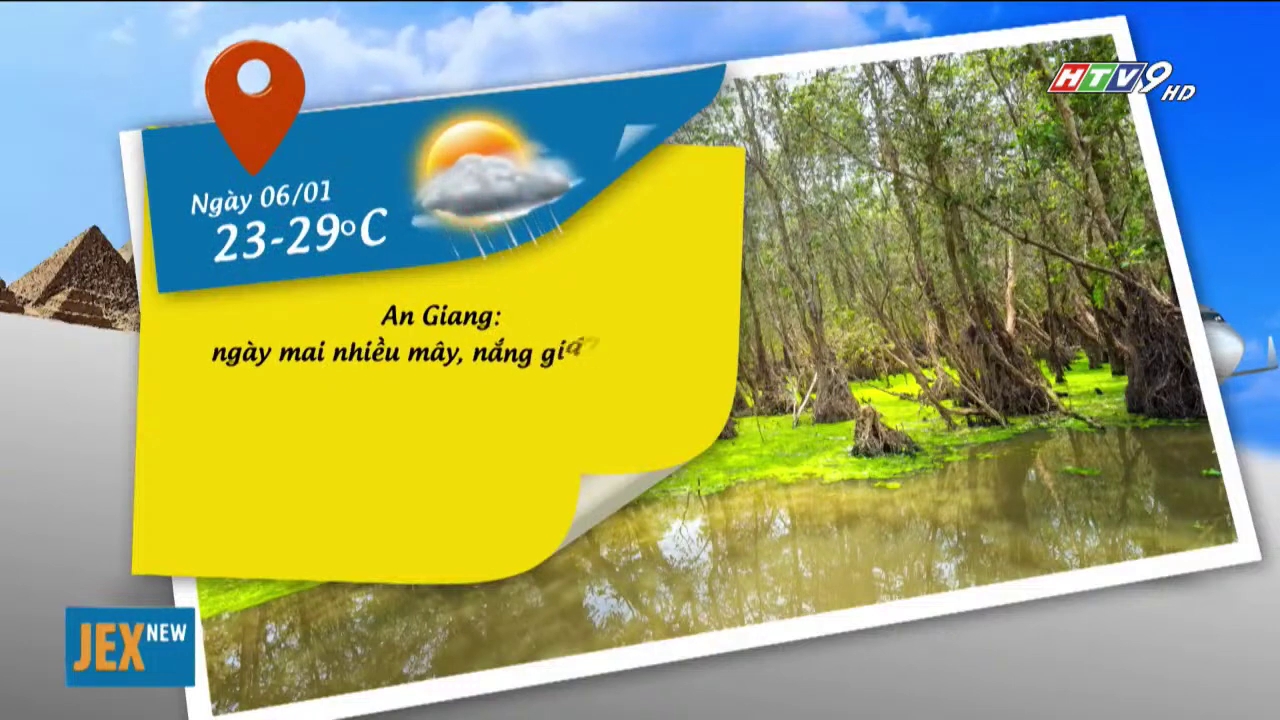 HTV9 HD
Ngày 06/01
23-29°C
An Giang:
ngày mai nhiều mây, nắng
JEX NEW